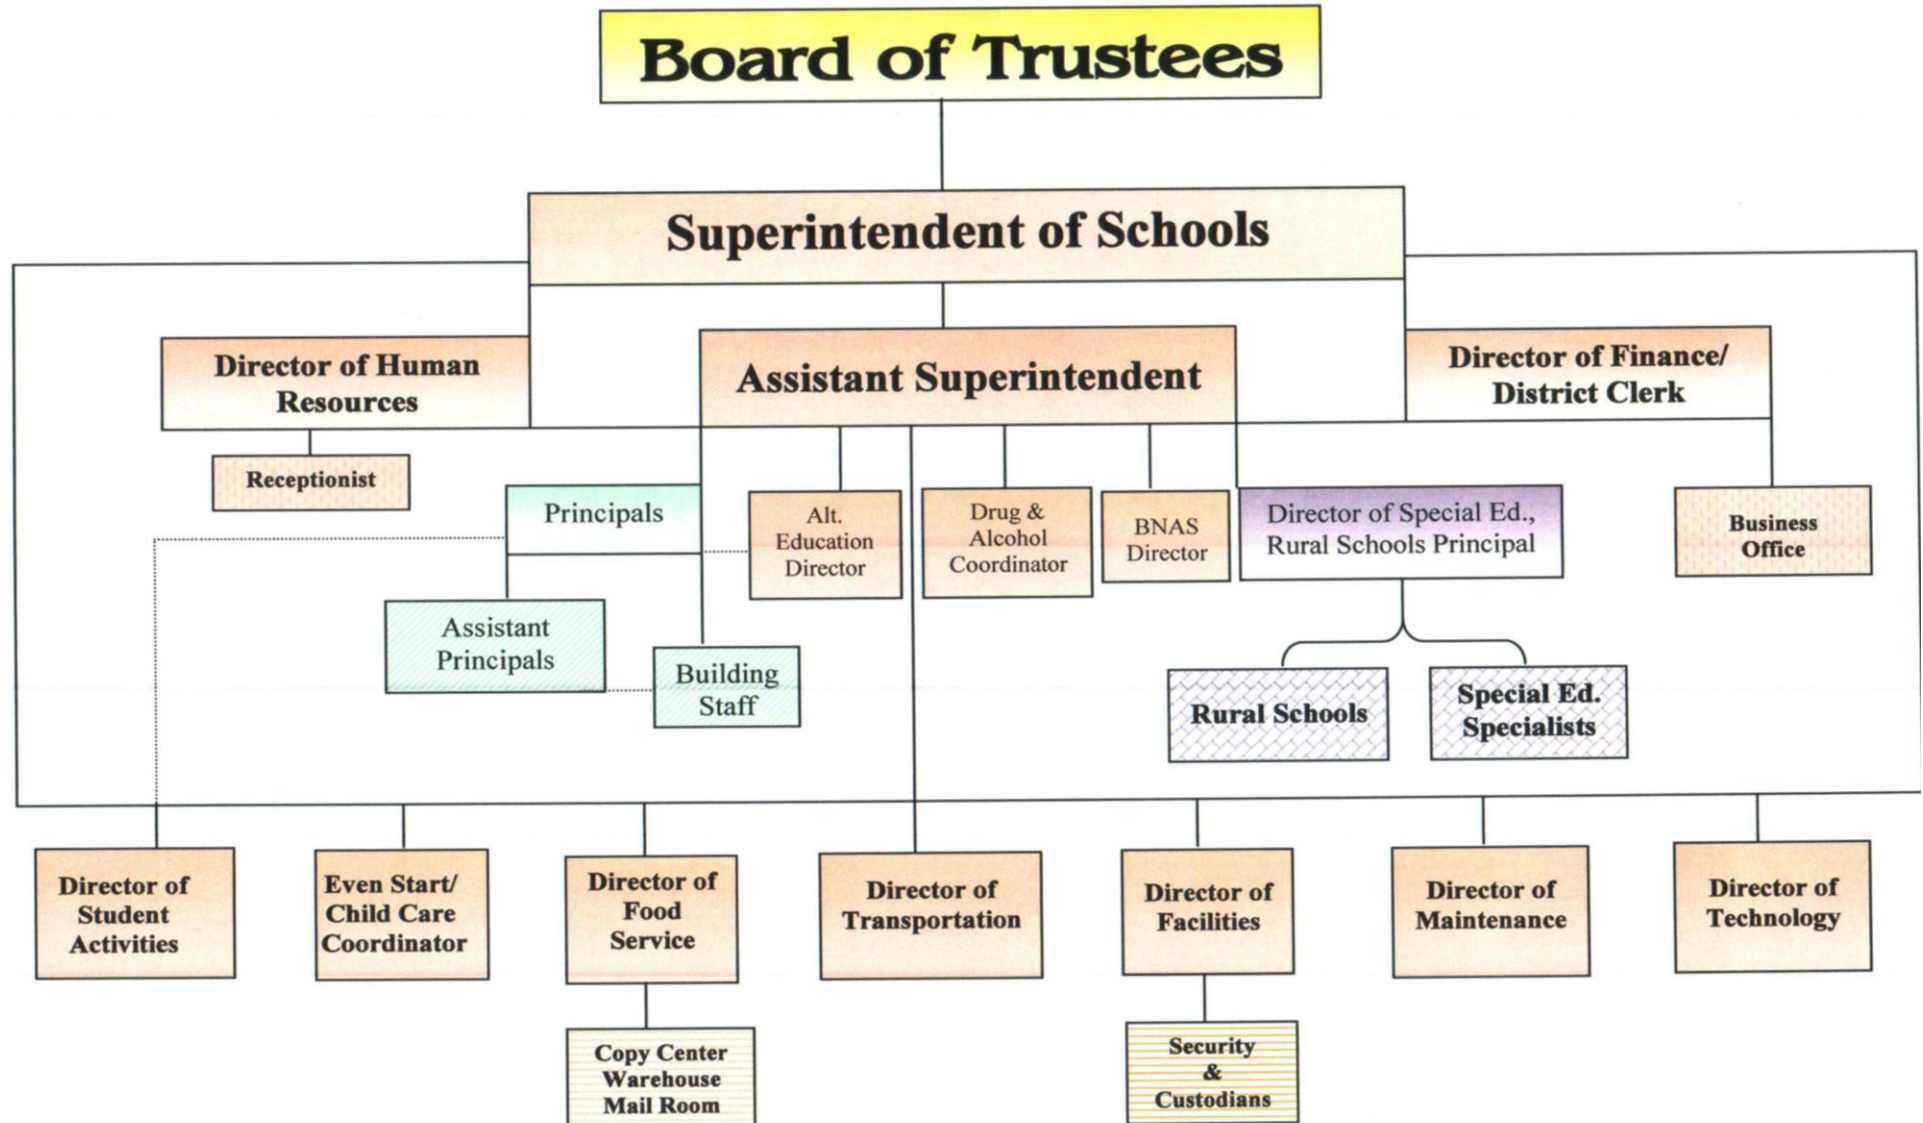 Board of Trustees
Superintendent of Schools
Director of Human
Resources
Assistant Superintendent
Director of Finance/
District Clerk
Receptionist
Principals
Alt.
Education
Director
Drug &
Alcohol
Coordinator
BNAS
Director
Director of Special Ed.,
Rural Schools Principal
Business
Office
Assistant
Principals
Building
Staff
Rural Schools
Special Ed.
Specialists
Director of
Student
Activities
Even Start/
Child Care
Coordinator
Director of
Food
Service
Director of
Transportation
Director of
Facilities
Director of
Maintenance
Director of
Technology
Copy Center
Warehouse
Mail Room
Security
&
Custodians